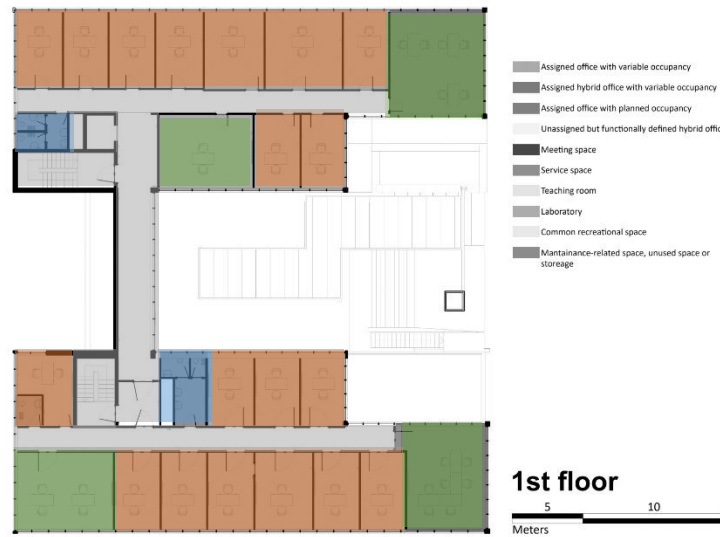 Assigned office with variable occupancy
Assigned hybrid office with variable occupancy
Assigned office with planned occupancy
Unassigned but functionally defined hybrid offic
Meeting space
Service space
Teaching room
Laboratory
Common recreational space
Mantainance-related space, unused space or
storeage
1st floor
5 10
Meters